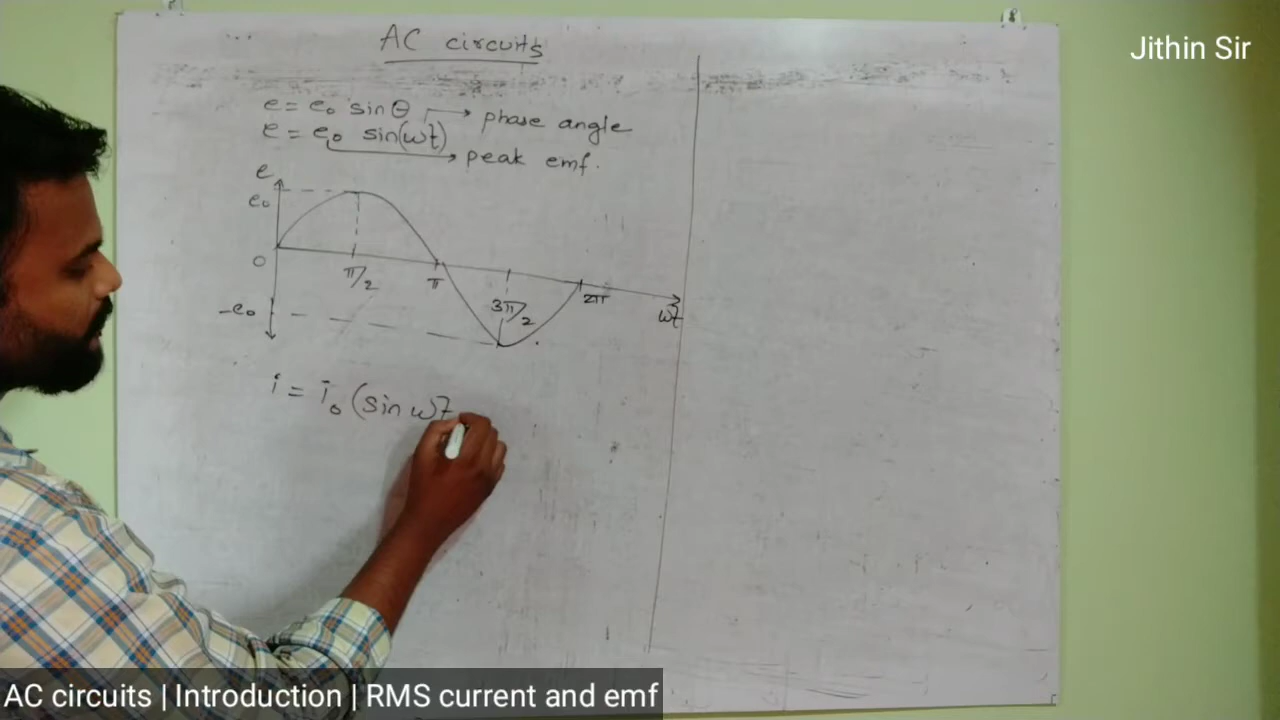 AC circuits
Jithin Sir
e = e₀ sinθ
→ phase angle
e = e₀ sin(ωt)
→ peak emf.
e
e₀
0
π/2
π
3π/2
2π
ωt
-e₀
i = i₀ (sin ωt
AC circuits | Introduction | RMS current and emf